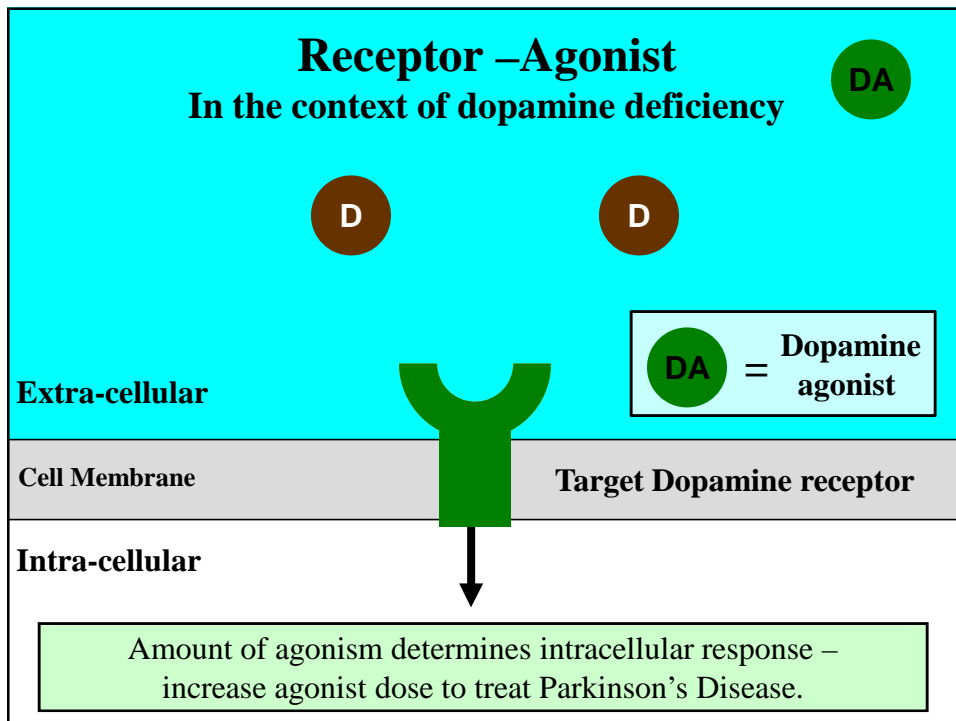 Receptor –Agonist
In the context of dopamine deficiency
DA
D
D
DA = Dopamine
agonist
Extra-cellular
Cell Membrane
Target Dopamine receptor
Intra-cellular
Amount of agonism determines intracellular response –
increase agonist dose to treat Parkinson’s Disease.